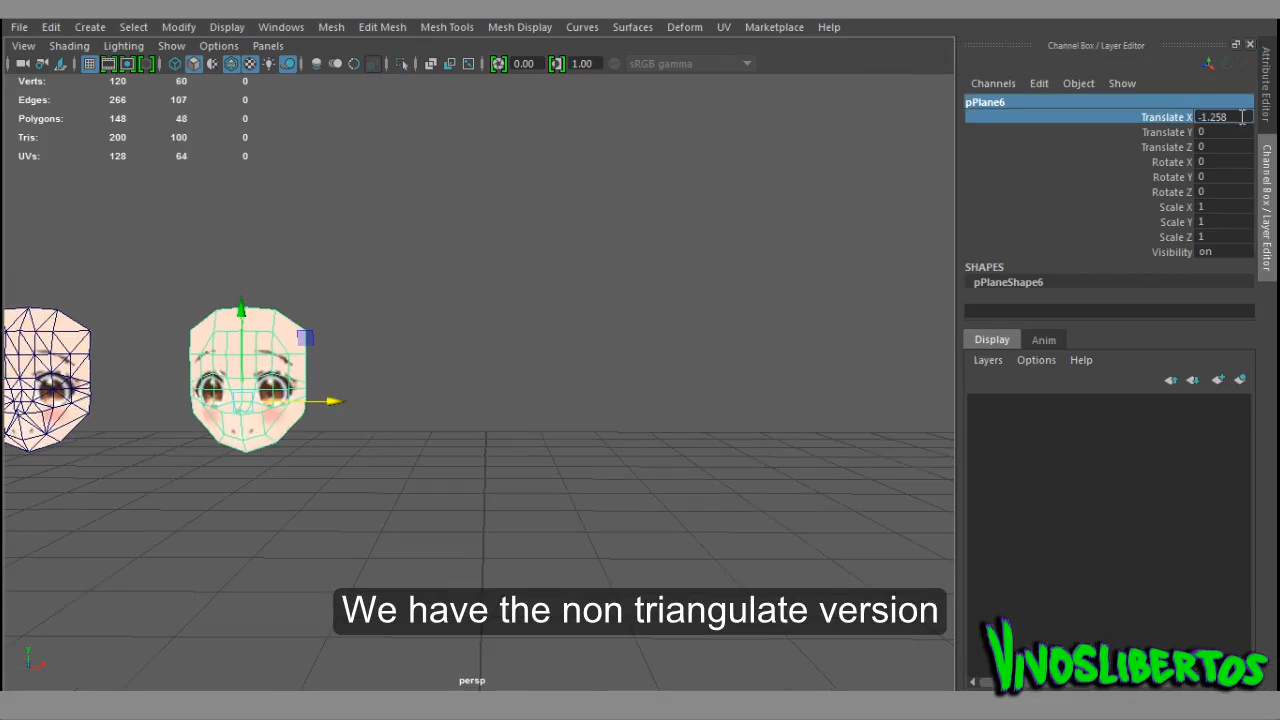 File Edit Create Select Modify Display Windows Mesh Edit Mesh Mesh Tools Mesh Display Curves Surfaces Deform UV Marketplace Help
View Shading Lighting Show Options Panels
0.00 1.00 sRGB gamma
Verts: 120 60 0
Edges: 266 107 0
Polygons: 148 48 0
Tris: 200 100 0
UVs: 128 64 0
persp
y
Channel Box / Layer Editor
Channels Edit Object Show
pPlane6
Translate X -1.258
Translate Y 0
Translate Z 0
Rotate X 0
Rotate Y 0
Rotate Z 0
Scale X 1
Scale Y 1
Scale Z 1
Visibility on
SHAPES
pPlaneShape6
Display Anim
Layers Options Help
Attribute Editor
Channel Box / Layer Editor
We have the non triangulate version
VIVOSLIBERTOS